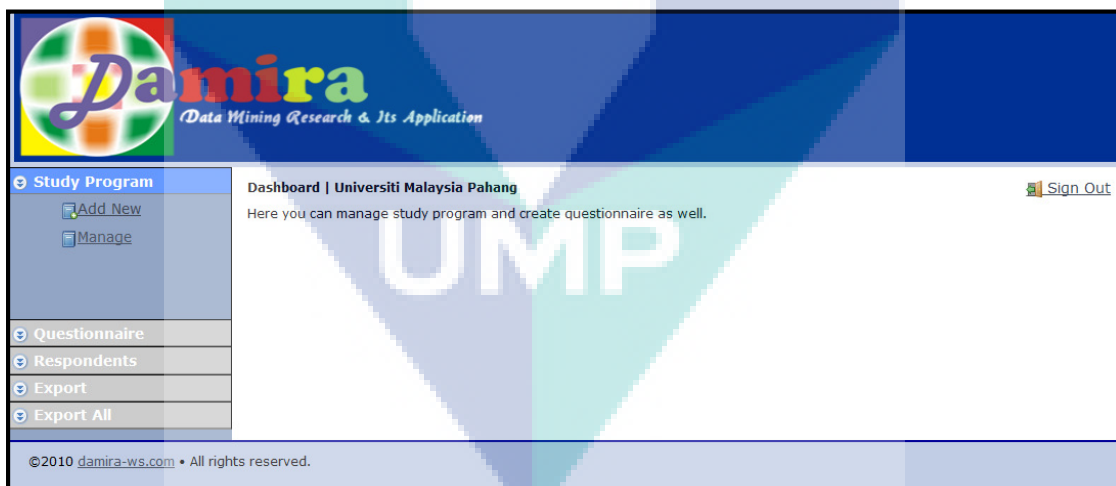 Damira
Data Mining Research & Its Application
Study Program
Add New
Manage
Questionnaire
Respondents
Export
Export All
Dashboard | Universiti Malaysia Pahang
Sign Out
Here you can manage study program and create questionnaire as well.
UMP
©2010 damira-ws.com • All rights reserved.